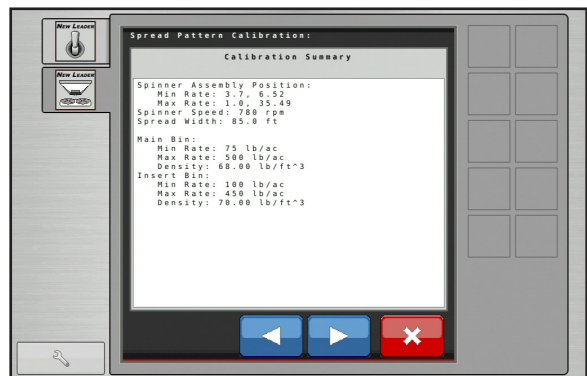 NEW LEADER
NEW LEADER
Spread Pattern Calibration:
Calibration Summary
Spinner Assembly Position:
Min Rate: 3.7, 6.52
Max Rate: 1.0, 35.49
Spinner Speed: 780 rpm
Spread Width: 85.0 ft
Main Bin:
Min Rate: 75 lb/ac
Max Rate: 500 lb/ac
Density: 68.00 lb/ft^3
Insert Bin:
Min Rate: 100 lb/ac
Max Rate: 450 lb/ac
Density: 70.00 lb/ft^3